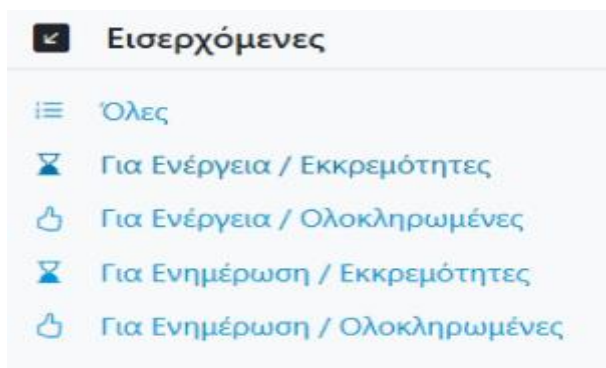 Εισερχόμενες
Όλες
Για Ενέργεια / Εκκρεμότητες
Για Ενέργεια / Ολοκληρωμένες
Για Ενημέρωση / Εκκρεμότητες
Για Ενημέρωση / Ολοκληρωμένες